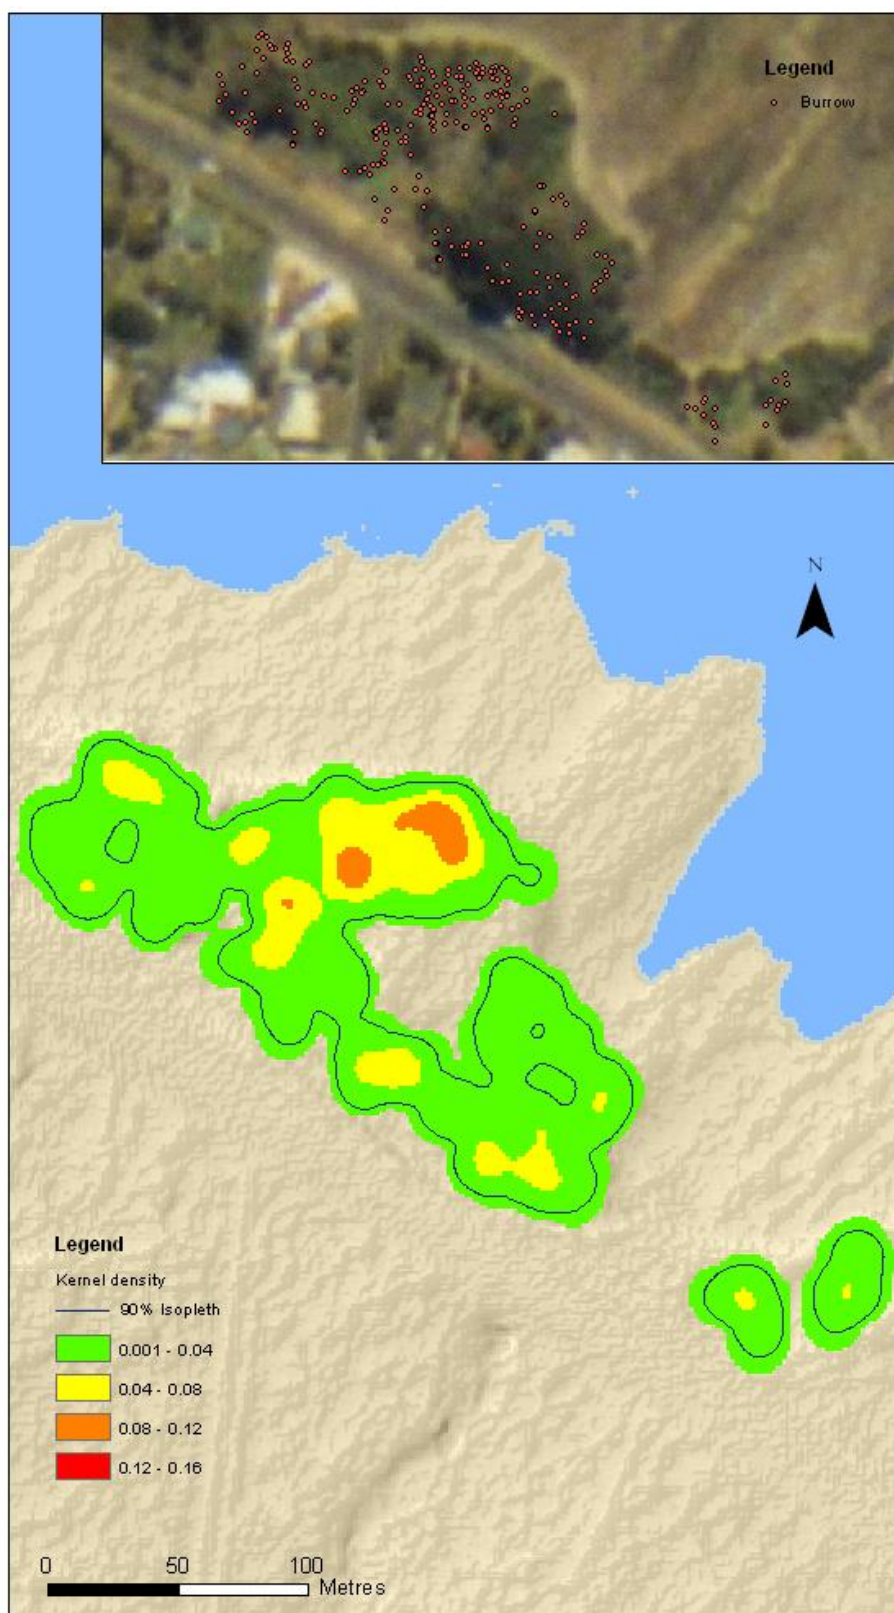 Legend
Burrow
N
Legend
Kernel density
90% Isopleth
0.001 - 0.04
0.04 - 0.08
0.08 - 0.12
0.12 - 0.16
0 50 100
Metres